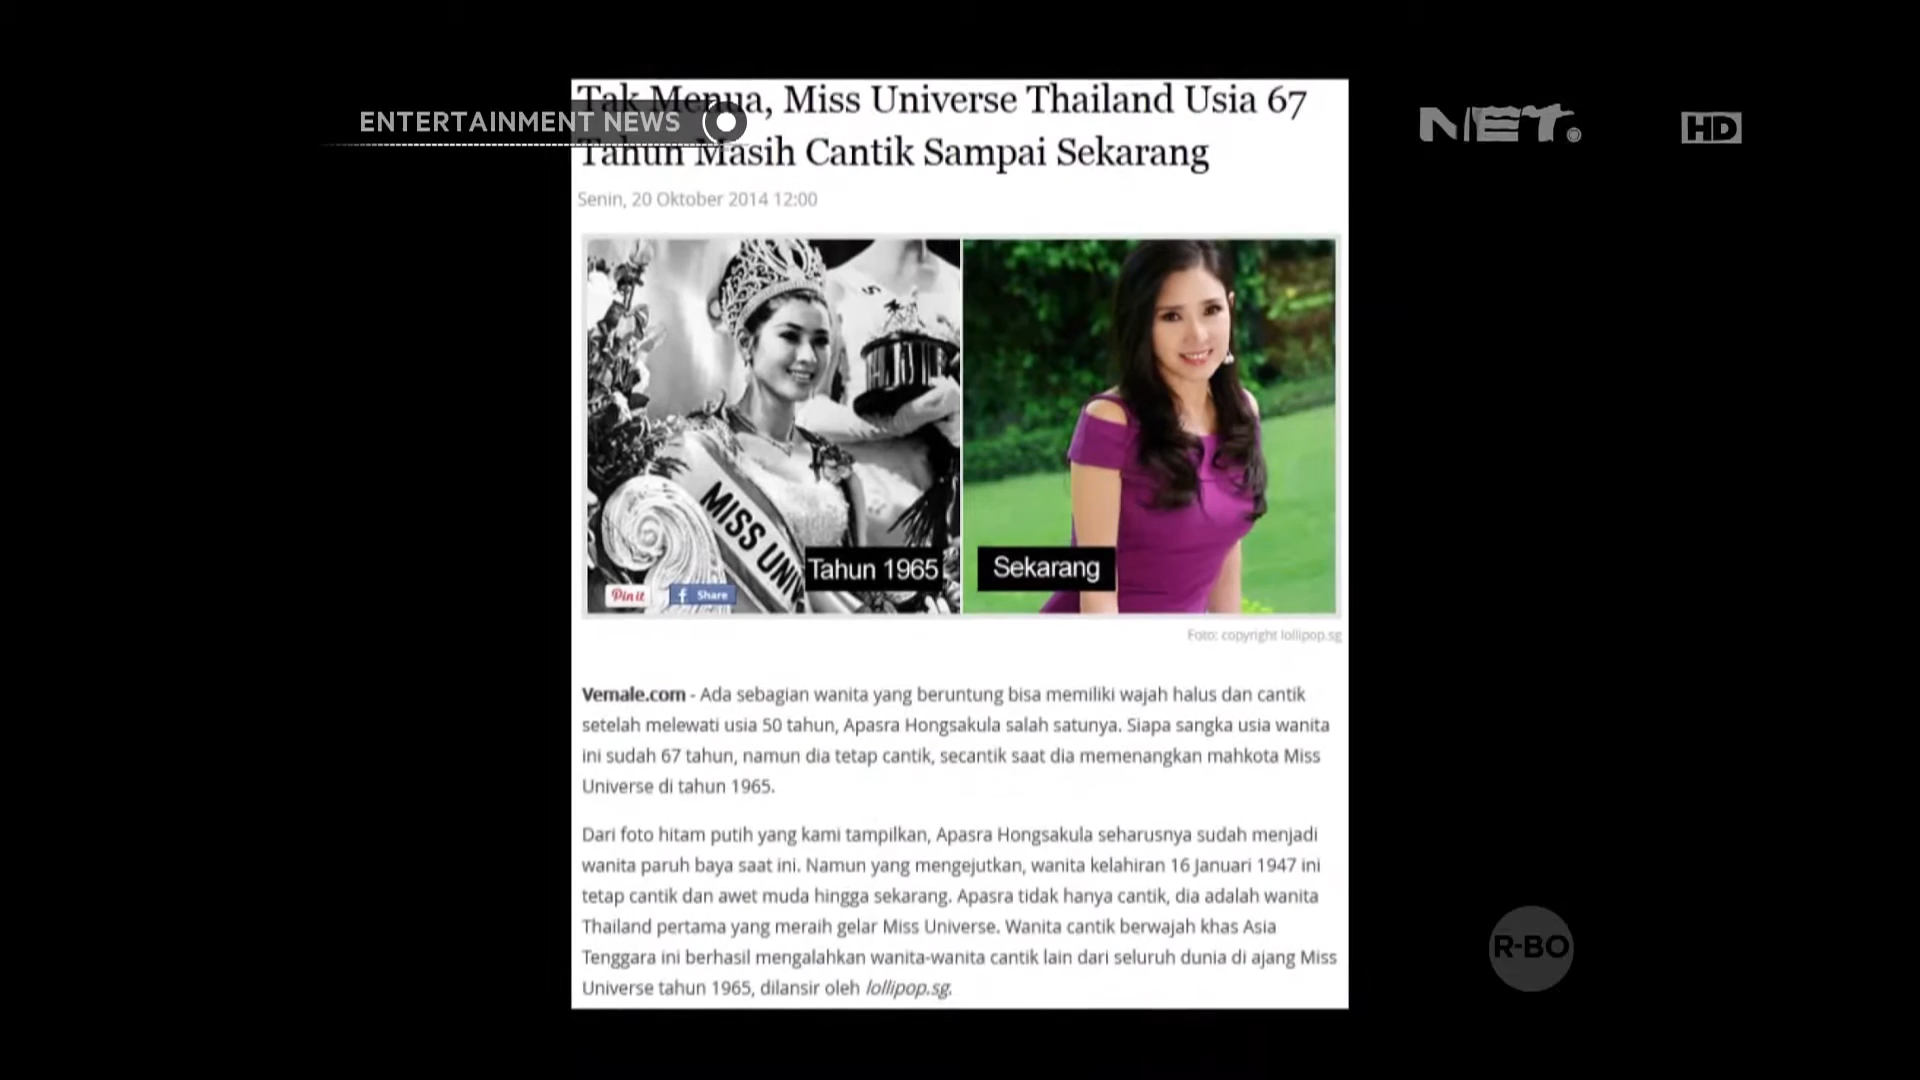 Tak Menua, Miss Universe Thailand Usia 67
ENTERTAINMENT NEWS
NET.
HD
Tahun Masih Cantik Sampai Sekarang
Senin, 20 Oktober 2014 12:00
MISS UNIV
Tahun 1965
Sekarang
Pin it
f Share
Foto: copyright lollipop.sg
Vemale.com - Ada sebagian wanita yang beruntung bisa memiliki wajah halus dan cantik
setelah melewati usia 50 tahun, Apasra Hongsakula salah satunya. Siapa sangka usia wanita
ini sudah 67 tahun, namun dia tetap cantik, secantik saat dia memenangkan mahkota Miss
Universe di tahun 1965.
Dari foto hitam putih yang kami tampilkan, Apasra Hongsakula seharusnya sudah menjadi
wanita paruh baya saat ini. Namun yang mengejutkan, wanita kelahiran 16 Januari 1947 ini
tetap cantik dan awet muda hingga sekarang. Apasra tidak hanya cantik, dia adalah wanita
Thailand pertama yang meraih gelar Miss Universe. Wanita cantik berwajah khas Asia
Tenggara ini berhasil mengalahkan wanita-wanita cantik lain dari seluruh dunia di ajang Miss
Universe tahun 1965, dilansir oleh lollipop.sg.
R-BO